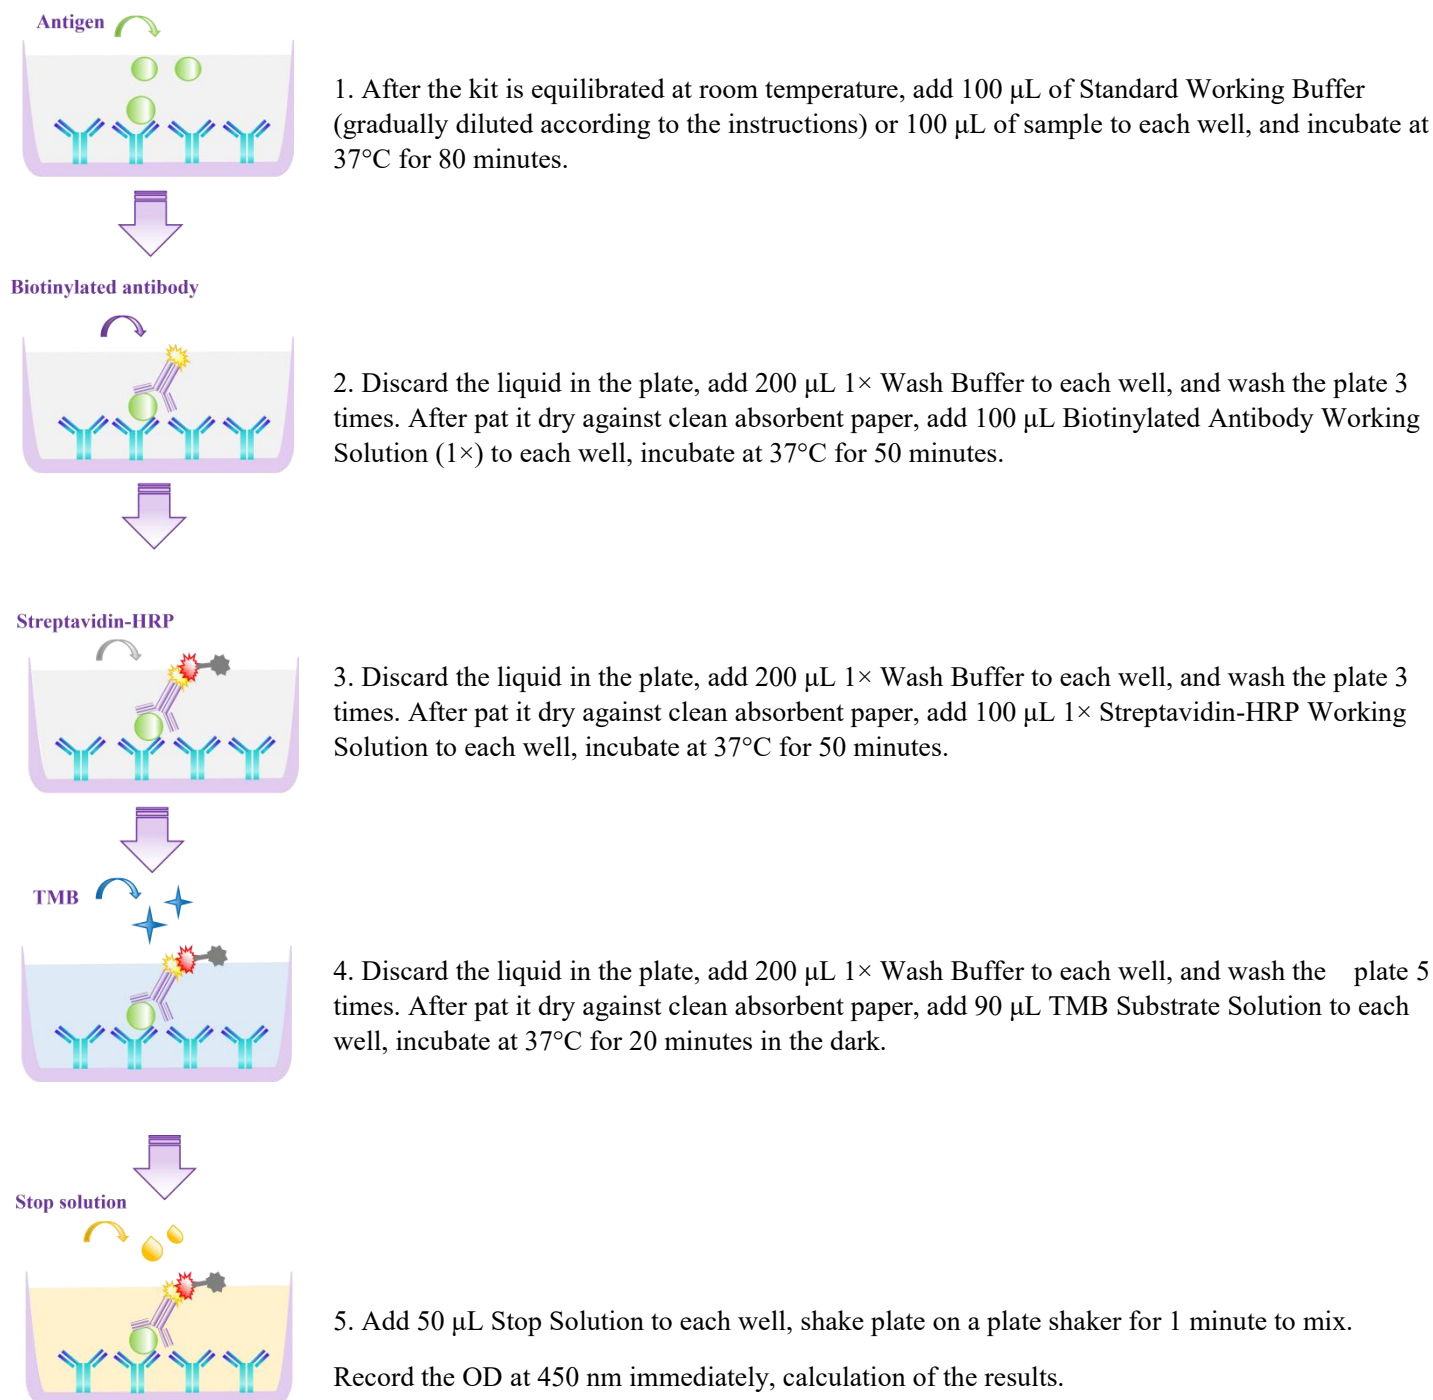 Antigen
1. After the kit is equilibrated at room temperature, add 100 μL of Standard Working Buffer
(gradually diluted according to the instructions) or 100 μL of sample to each well, and incubate at
37°C for 80 minutes.
Biotinylated antibody
2. Discard the liquid in the plate, add 200 μL 1× Wash Buffer to each well, and wash the plate 3
times. After pat it dry against clean absorbent paper, add 100 μL Biotinylated Antibody Working
Solution (1×) to each well, incubate at 37°C for 50 minutes.
Streptavidin-HRP
3. Discard the liquid in the plate, add 200 μL 1× Wash Buffer to each well, and wash the plate 3
times. After pat it dry against clean absorbent paper, add 100 μL 1× Streptavidin-HRP Working
Solution to each well, incubate at 37°C for 50 minutes.
TMB
4. Discard the liquid in the plate, add 200 μL 1× Wash Buffer to each well, and wash the plate 5
times. After pat it dry against clean absorbent paper, add 90 μL TMB Substrate Solution to each
well, incubate at 37°C for 20 minutes in the dark.
Stop solution
5. Add 50 μL Stop Solution to each well, shake plate on a plate shaker for 1 minute to mix.
Record the OD at 450 nm immediately, calculation of the results.